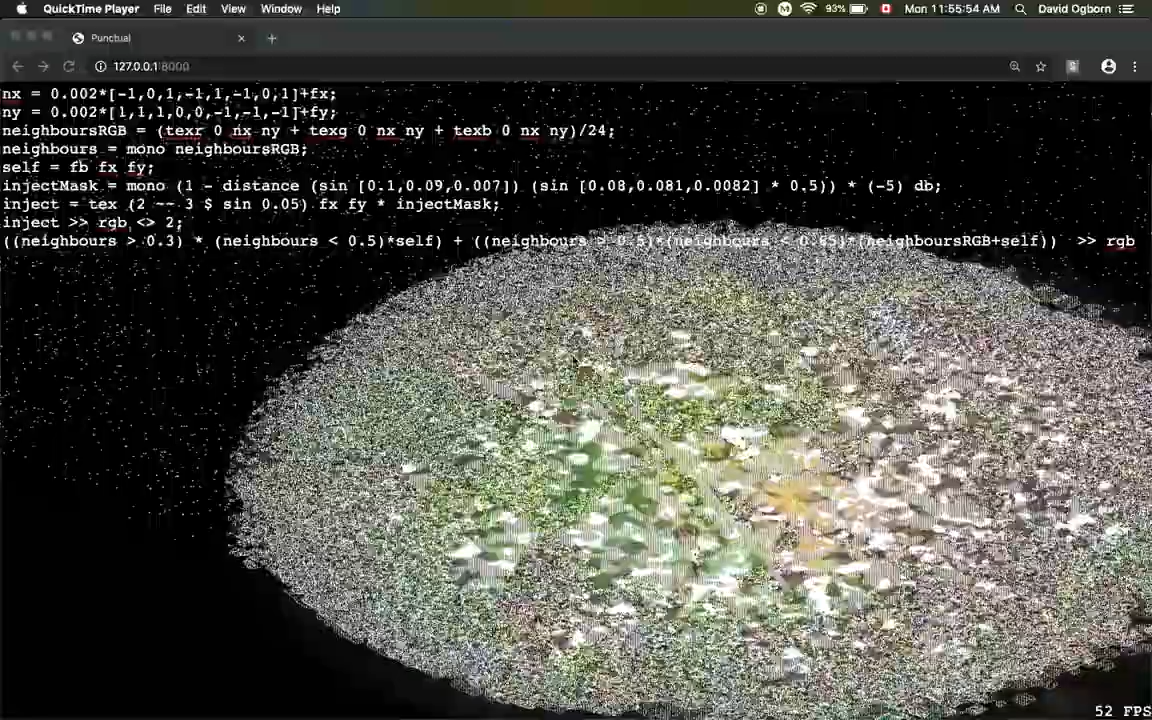 QuickTime Player File Edit View Window Help 93% Mon 11:55:54 AM David Ogborn
Punctual
127.0.0.1:8000
nx = 0.002*[-1,0,1,-1,1,-1,0,1]+fx;
ny = 0.002*[1,1,1,0,0,-1,-1,-1]+fy;
neighboursRGB = (texr 0 nx ny + texg 0 nx ny + texb 0 nx ny)/24;
neighbours = mono neighboursRGB;
self = fb fx fy;
injectMask = mono (1 - distance (sin [0.1,0.09,0.007]) (sin [0.08,0.081,0.0082] * 0.5)) * (-5) db;
inject = tex (2 ~~ 3 $ sin 0.05) fx fy * injectMask;
inject >> rgb <> 2;
((neighbours > 0.3) * (neighbours < 0.5)*self) + ((neighbours > 0.5)*(neighbours < 0.65)*(neighboursRGB+self)) >> rgb
52 FPS